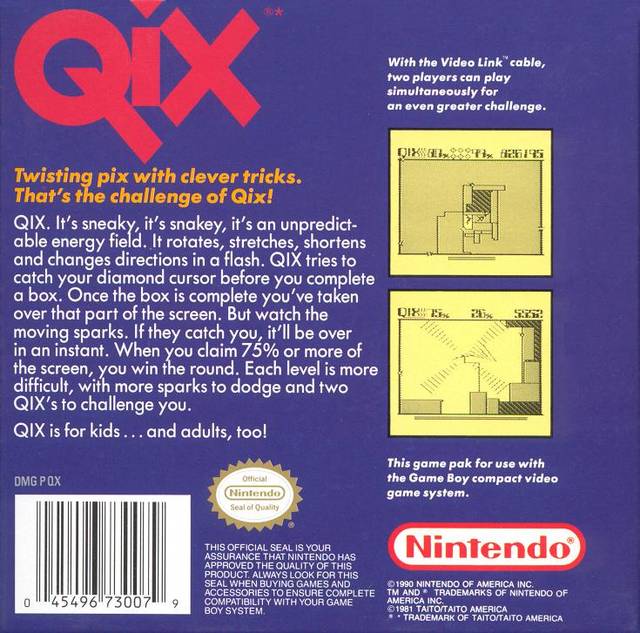 QiX®*
Twisting pix with clever tricks.
That's the challenge of Qix!
QIX. It's sneaky, it's snakey, it's an unpredict-
able energy field. It rotates, stretches, shortens
and changes directions in a flash. QIX tries to
catch your diamond cursor before you complete
a box. Once the box is complete you've taken
over that part of the screen. But watch the
moving sparks. If they catch you, it'll be over
in an instant. When you claim 75% or more of
the screen, you win the round. Each level is more
difficult, with more sparks to dodge and two
QIX's to challenge you.
QIX is for kids ... and adults, too!
DMG P QX
0 45496 73007 9
Official
Nintendo
Seal of Quality
®
THIS OFFICIAL SEAL IS YOUR
ASSURANCE THAT NINTENDO HAS
APPROVED THE QUALITY OF THIS
PRODUCT. ALWAYS LOOK FOR THIS
SEAL WHEN BUYING GAMES AND
ACCESSORIES TO ENSURE COMPLETE
COMPATIBILITY WITH YOUR GAME
BOY SYSTEM.
With the Video Link™ cable,
two players can play
simultaneously for
an even greater challenge.
QIX
QIX 75% 26% 5252
This game pak for use with
the Game Boy compact video
game system.
Nintendo®
©1990 NINTENDO OF AMERICA INC.
TM AND ® TRADEMARKS OF NINTENDO OF
AMERICA INC.
©1981 TAITO/TAITO AMERICA
®* TRADEMARK OF TAITO/TAITO AMERICA